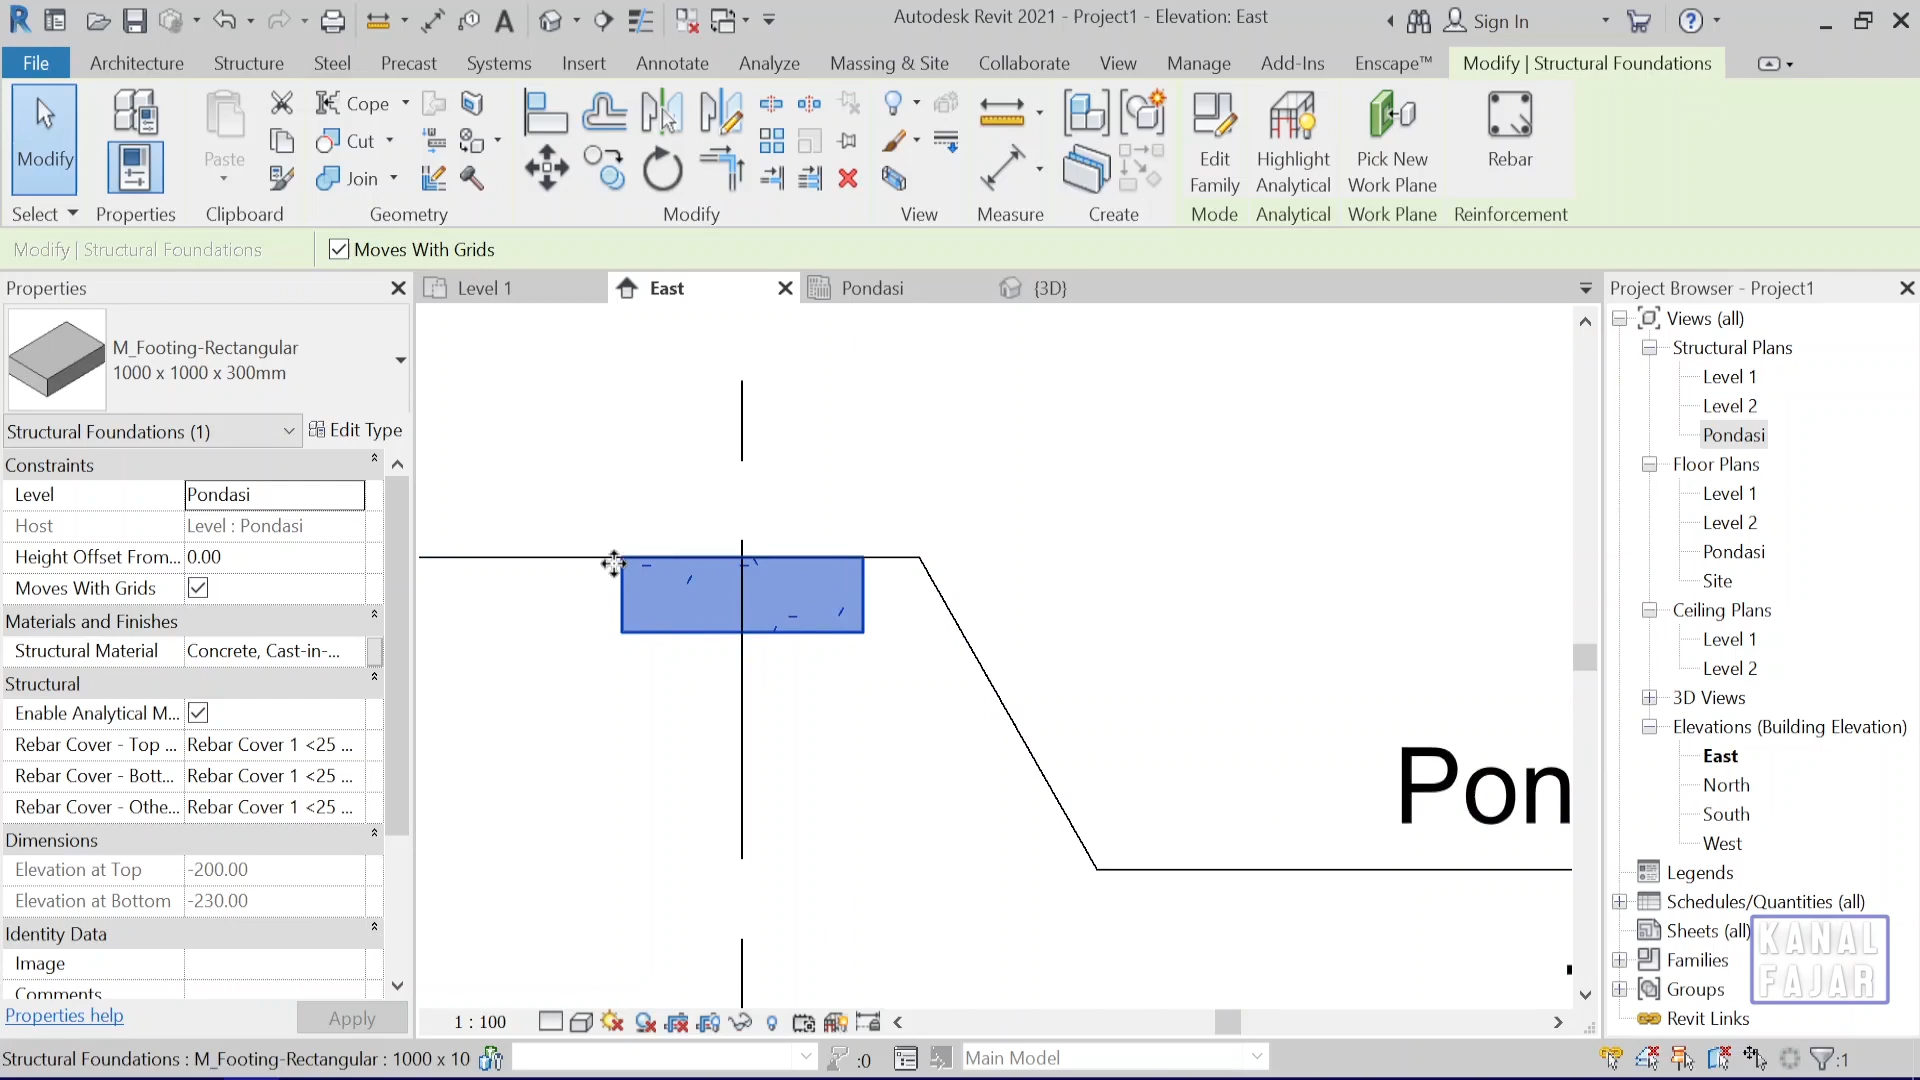 Autodesk Revit 2021 - Project1 - Elevation: East
Sign In
File Architecture Structure Steel Precast Systems Insert Annotate Analyze Massing & Site Collaborate View Manage Add-Ins Enscape™ Modify | Structural Foundations
Modify
Paste
Cope
Cut
Join
Edit Family
Highlight Analytical
Pick New Work Plane
Rebar
Select Properties Clipboard Geometry Modify View Measure Create Mode Analytical Work Plane Reinforcement
Modify | Structural Foundations Moves With Grids
Properties
Level 1 East Pondasi {3D}
Project Browser - Project1
M_Footing-Rectangular
1000 x 1000 x 300mm
Structural Foundations (1) Edit Type
Constraints
Level Pondasi
Host Level : Pondasi
Height Offset From... 0.00
Moves With Grids
Materials and Finishes
Structural Material Concrete, Cast-in-...
Structural
Enable Analytical M...
Rebar Cover - Top ... Rebar Cover 1 <25 ...
Rebar Cover - Bott... Rebar Cover 1 <25 ...
Rebar Cover - Othe... Rebar Cover 1 <25 ...
Dimensions
Elevation at Top -200.00
Elevation at Bottom -230.00
Identity Data
Image
Comments
Properties help Apply
Pon
Views (all)
Structural Plans
Level 1
Level 2
Pondasi
Floor Plans
Level 1
Level 2
Pondasi
Site
Ceiling Plans
Level 1
Level 2
3D Views
Elevations (Building Elevation)
East
North
South
West
Legends
Schedules/Quantities (all)
Sheets (all)
Families
Groups
Revit Links
KANAL
FAJAR
1 : 100
Structural Foundations : M_Footing-Rectangular : 1000 x 10
:0
Main Model
:1